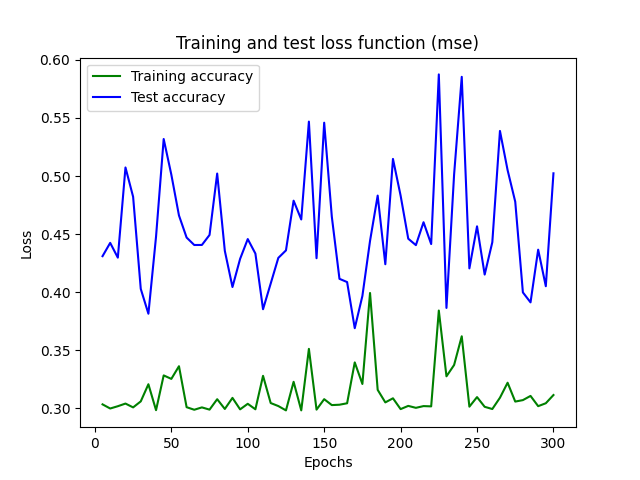 Training and test loss function (mse)
Training accuracy
Test accuracy
Loss
0.60
0.55
0.50
0.45
0.40
0.35
0.30
0 50 100 150 200 250 300
Epochs